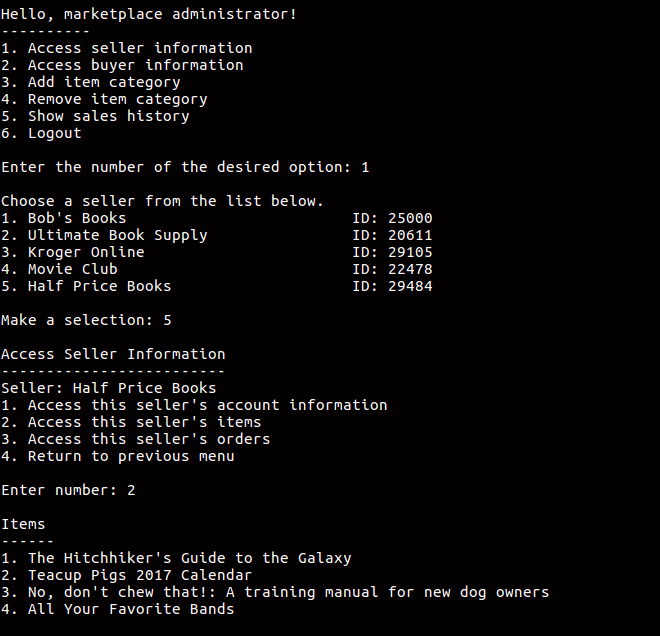 Hello, marketplace administrator!
----------
1. Access seller information
2. Access buyer information
3. Add item category
4. Remove item category
5. Show sales history
6. Logout
Enter the number of the desired option: 1
Choose a seller from the list below.
1. Bob's Books                         ID: 25000
2. Ultimate Book Supply                ID: 20611
3. Kroger Online                       ID: 29105
4. Movie Club                          ID: 22478
5. Half Price Books                    ID: 29484
Make a selection: 5
Access Seller Information
-------------------------
Seller: Half Price Books
1. Access this seller's account information
2. Access this seller's items
3. Access this seller's orders
4. Return to previous menu
Enter number: 2
Items
------
1. The Hitchhiker's Guide to the Galaxy
2. Teacup Pigs 2017 Calendar
3. No, don't chew that!: A training manual for new dog owners
4. All Your Favorite Bands